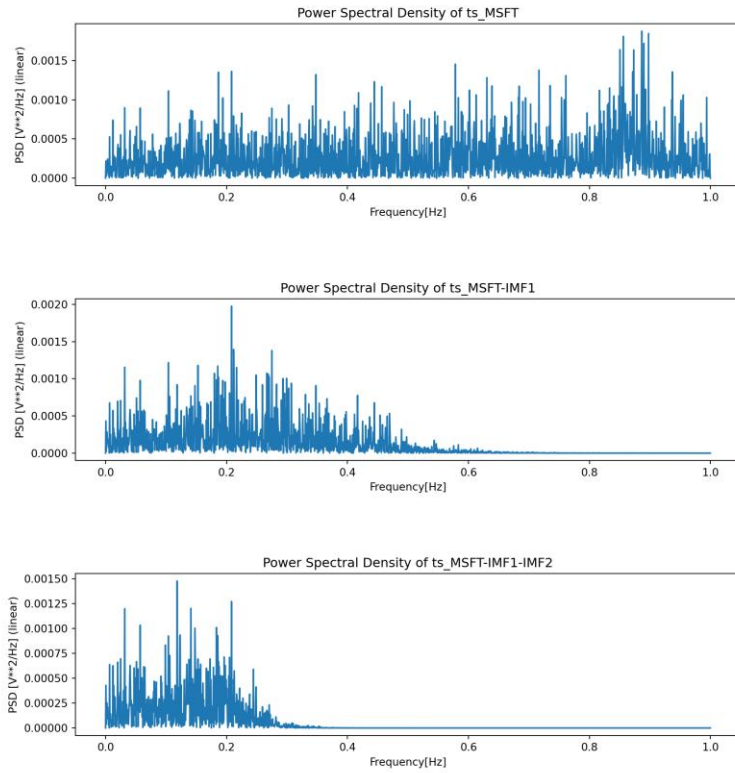 Power Spectral Density of ts_MSFT
PSD [V**2/Hz] (linear)
0.0015
0.0010
0.0005
0.0000
0.0 0.2 0.4 0.6 0.8 1.0
Frequency[Hz]
Power Spectral Density of ts_MSFT-IMF1
PSD [V**2/Hz] (linear)
0.0020
0.0015
0.0010
0.0005
0.0000
0.0 0.2 0.4 0.6 0.8 1.0
Frequency[Hz]
Power Spectral Density of ts_MSFT-IMF1-IMF2
PSD [V**2/Hz] (linear)
0.00150
0.00125
0.00100
0.00075
0.00050
0.00025
0.00000
0.0 0.2 0.4 0.6 0.8 1.0
Frequency[Hz]